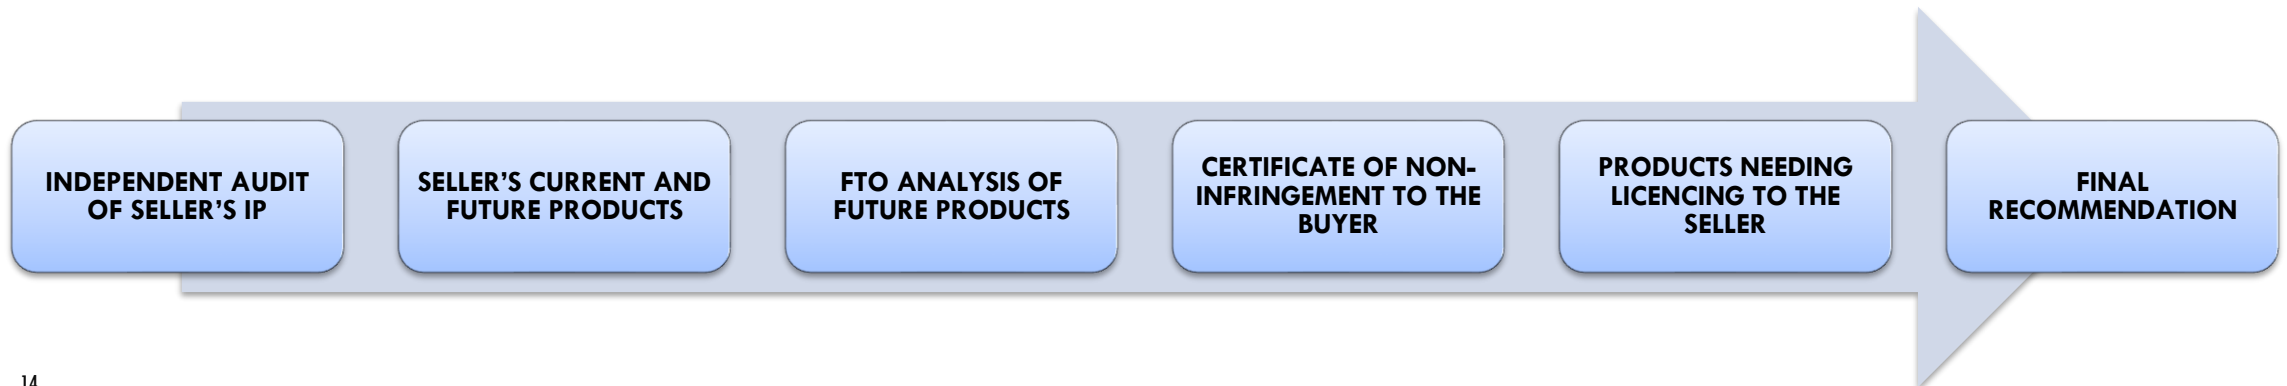 INDEPENDENT AUDIT
OF SELLER’S IP
SELLER’S CURRENT AND
FUTURE PRODUCTS
FTO ANALYSIS OF
FUTURE PRODUCTS
CERTIFICATE OF NON-
INFRINGEMENT TO THE
BUYER
PRODUCTS NEEDING
LICENCING TO THE
SELLER
FINAL
RECOMMENDATION
14